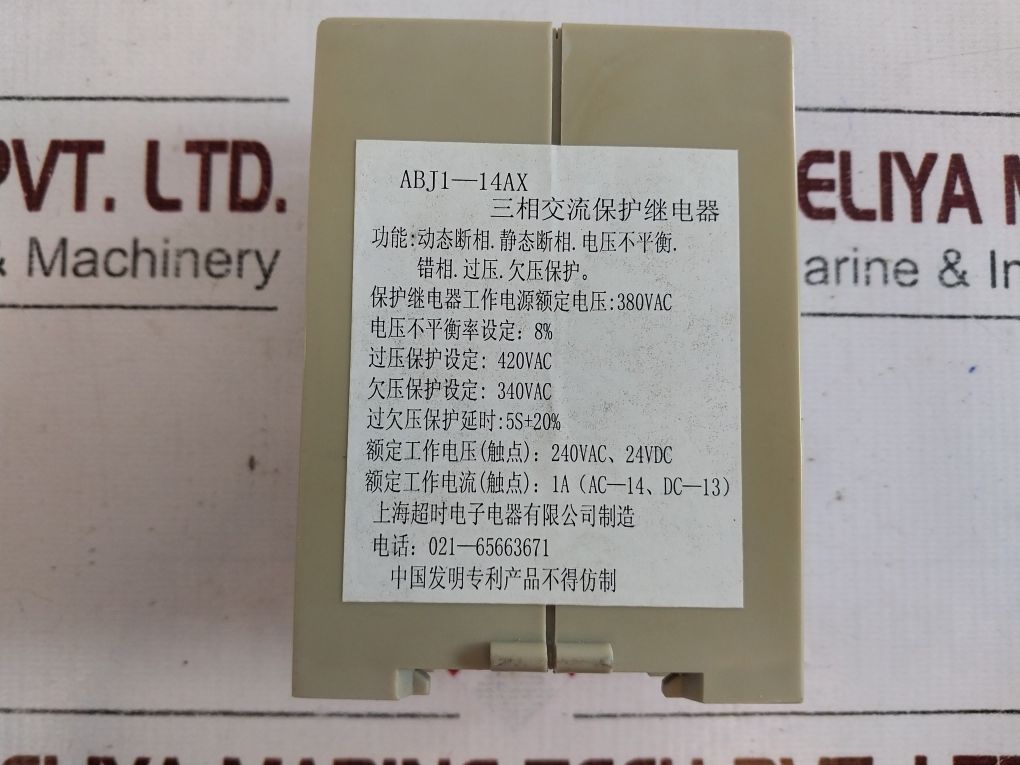 PVT. LTD.
& Machinery
ELIYA M
arine & In
ABJ1—14AX
三相交流保护继电器
功能:动态断相.静态断相.电压不平衡.
错相.过压.欠压保护。
保护继电器工作电源额定电压:380VAC
电压不平衡率设定: 8%
过压保护设定: 420VAC
欠压保护设定: 340VAC
过欠压保护延时:5S+20%
额定工作电压(触点): 240VAC、24VDC
额定工作电流(触点): 1A (AC—14、DC—13)
上海超时电子电器有限公司制造
电话: 021—65663671
中国发明专利产品不得仿制
ELIYA MARINE TECH PVT. LTD